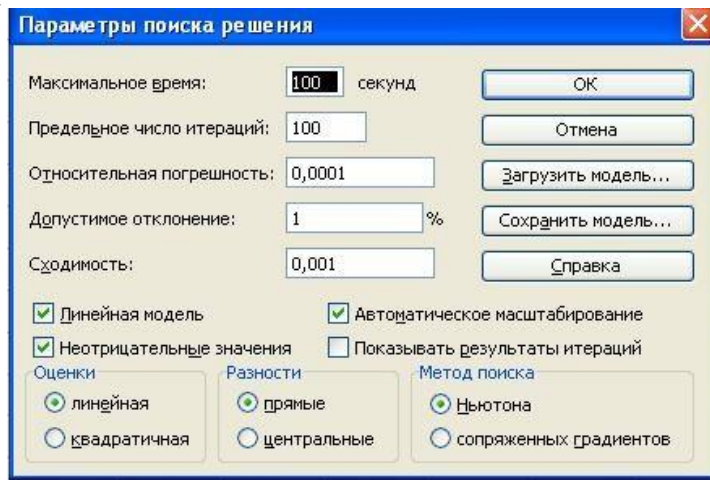 Параметры поиска решения
Максимальное время: 100 секунд ОК
Предельное число итераций: 100 Отмена
Относительная погрешность: 0,0001 Загрузить модель...
Допустимое отклонение: 1 % Сохранить модель...
Сходимость: 0,001 Справка
Линейная модель Автоматическое масштабирование
Неотрицательные значения Показывать результаты итераций
Оценки Разности Метод поиска
линейная прямые Ньютона
квадратичная центральные сопряженных градиентов